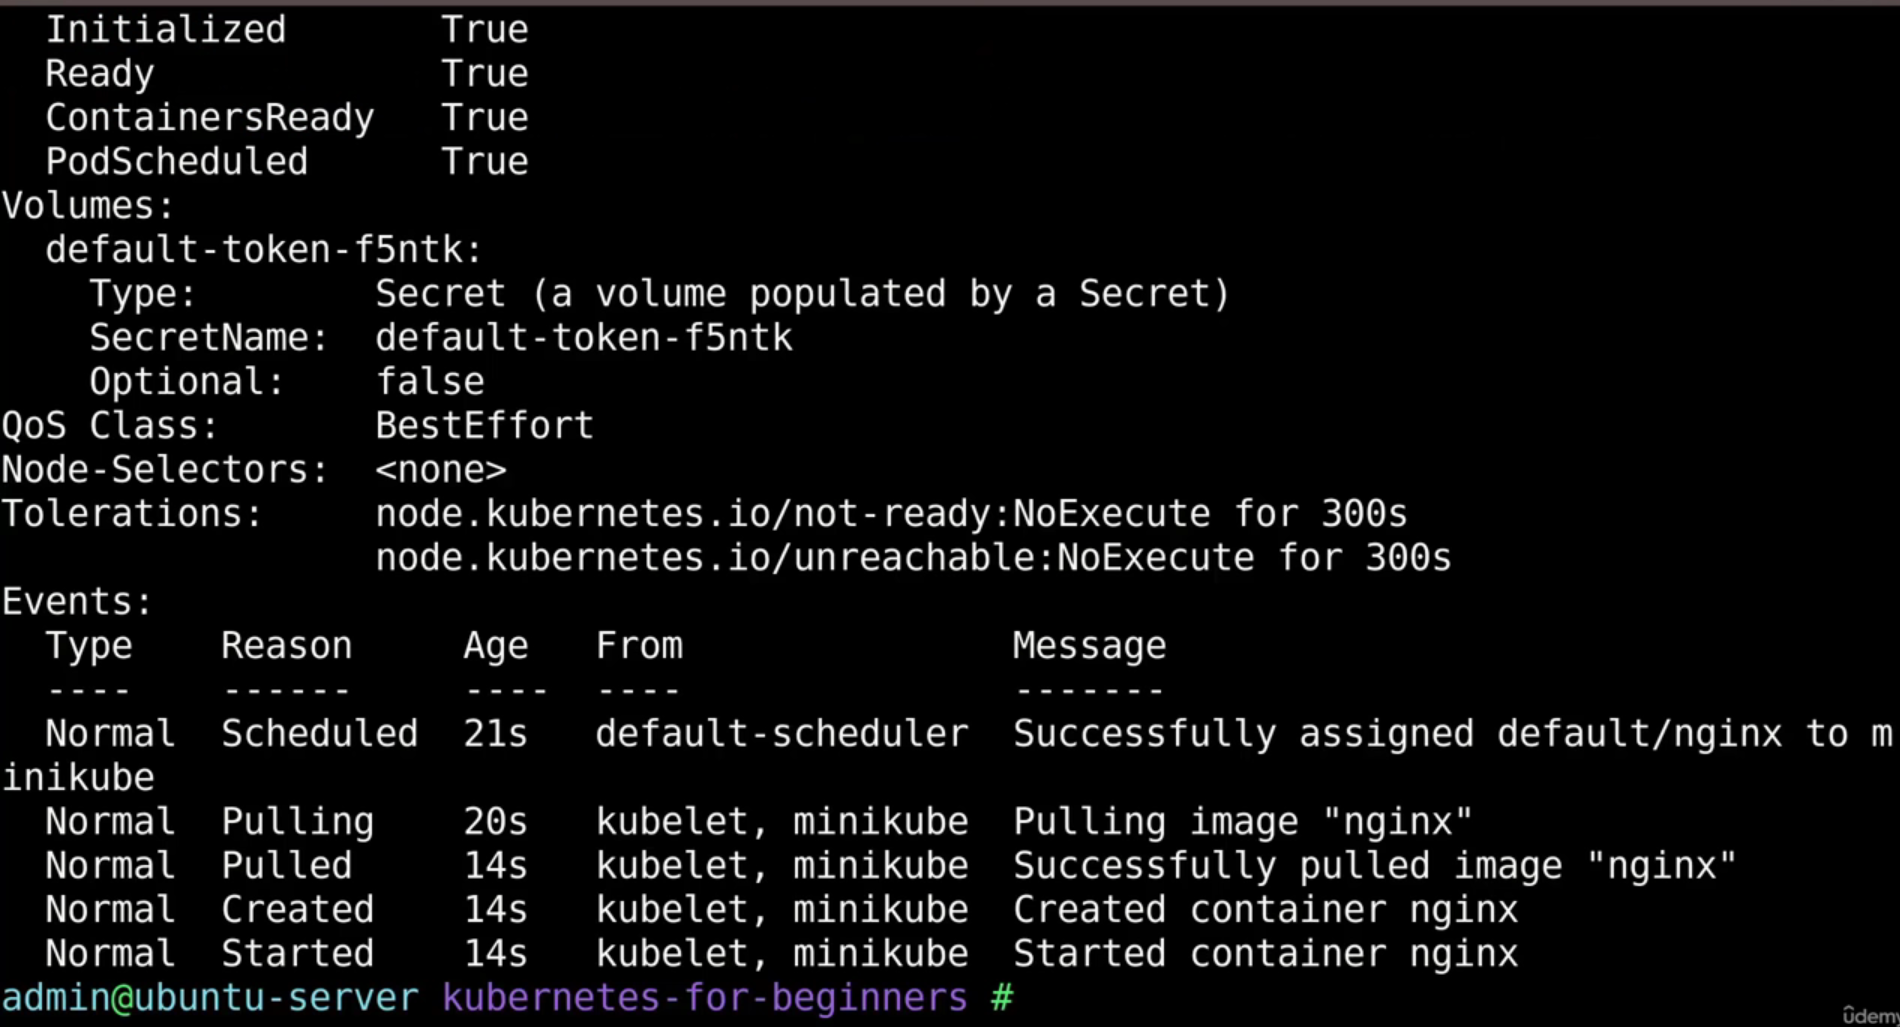 Initialized True
Ready True
ContainersReady True
PodScheduled True
Volumes:
default-token-f5ntk:
Type: Secret (a volume populated by a Secret)
SecretName: default-token-f5ntk
Optional: false
QoS Class: BestEffort
Node-Selectors: <none>
Tolerations: node.kubernetes.io/not-ready:NoExecute for 300s
node.kubernetes.io/unreachable:NoExecute for 300s
Events:
Type Reason Age From Message
---- ------ ---- ---- -------
Normal Scheduled 21s default-scheduler Successfully assigned default/nginx to m
inikube
Normal Pulling 20s kubelet, minikube Pulling image "nginx"
Normal Pulled 14s kubelet, minikube Successfully pulled image "nginx"
Normal Created 14s kubelet, minikube Created container nginx
Normal Started 14s kubelet, minikube Started container nginx
admin@ubuntu-server kubernetes-for-beginners #
udemy